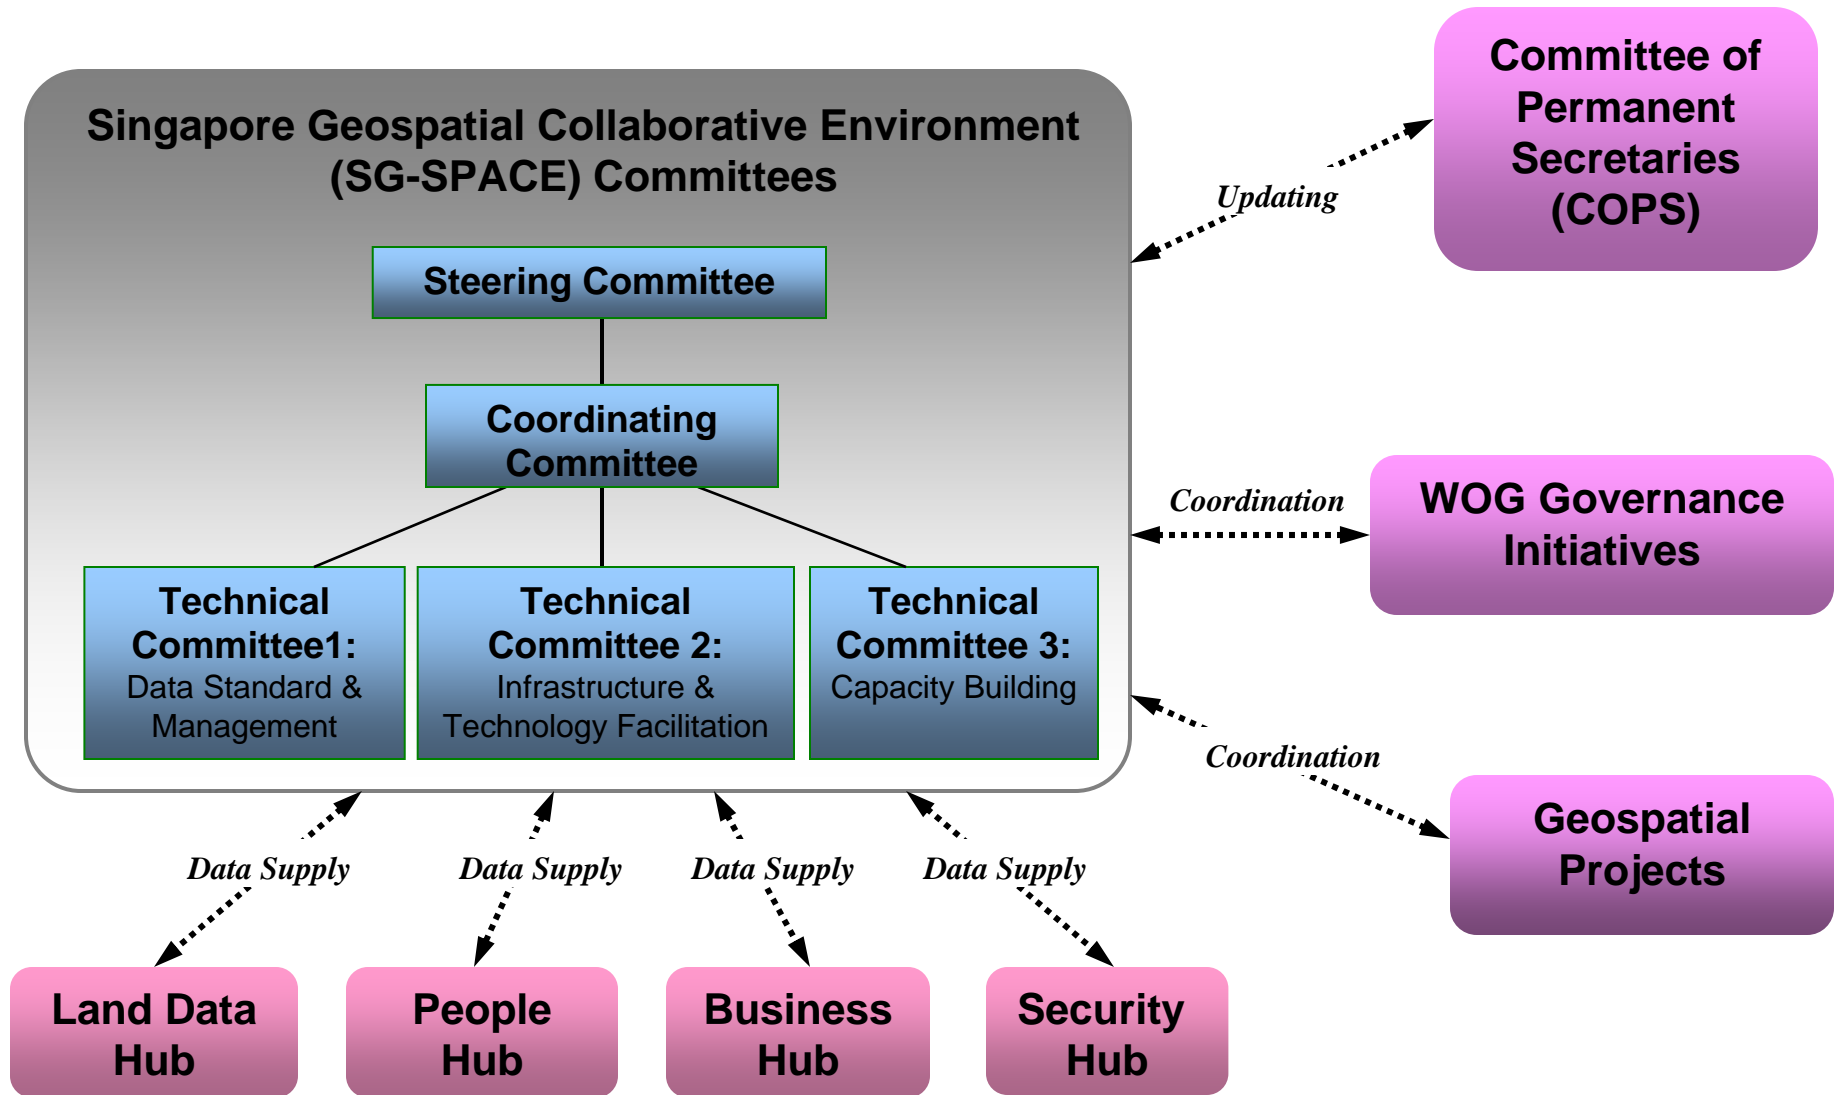 Singapore Geospatial Collaborative Environment
(SG-SPACE) Committees
Steering Committee
Coordinating
Committee
Technical
Committee1:
Data Standard &
Management
Technical
Committee 2:
Infrastructure &
Technology Facilitation
Technical
Committee 3:
Capacity Building
Updating
Committee of
Permanent
Secretaries
(COPS)
Coordination
WOG Governance
Initiatives
Coordination
Geospatial
Projects
Data Supply
Data Supply
Data Supply
Data Supply
Land Data
Hub
People
Hub
Business
Hub
Security
Hub